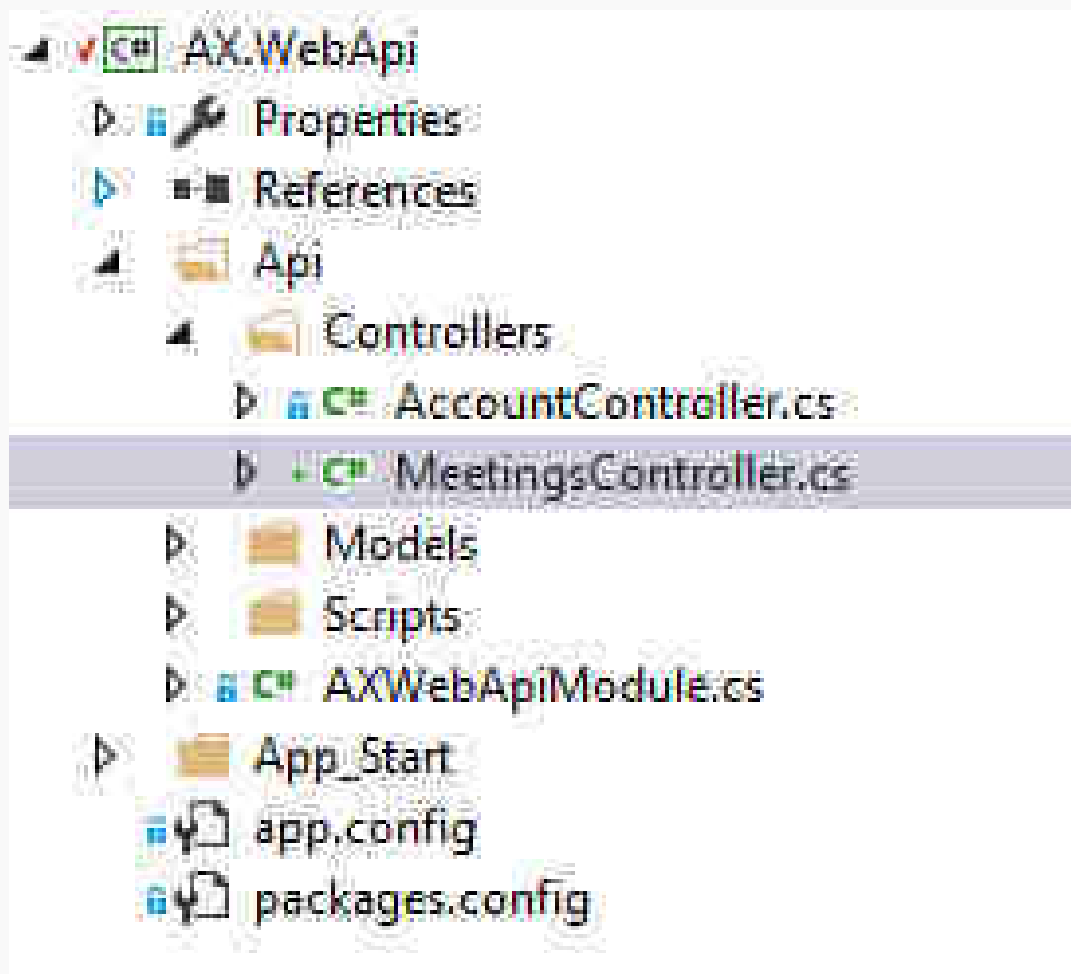 C# AX.WebApi
Properties
References
Api
Controllers
C# AccountController.cs
C# MeetingsController.cs
Models
Scripts
C# AXWebApiModule.cs
App_Start
app.config
packages.config